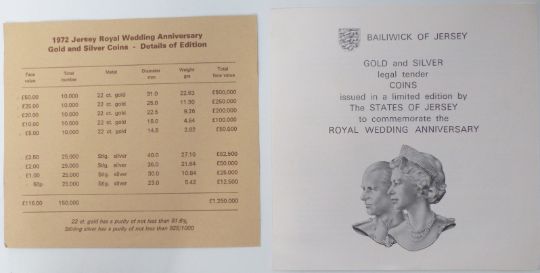 1972 Jersey Royal Wedding Anniversary
Gold and Silver Coins - Details of Edition
Face value Total number Metal Diameter mm Weight grs Total face value
£50.00 10,000 22 ct. gold 31.0 22.63 £500,000
£25.00 10,000 22 ct. gold 25.0 11.90 £250,000
£20.00 10,000 22 ct. gold 22.5 9.26 £200,000
£10.00 10,000 22 ct. gold 18.0 4.64 £100,000
£5.00 10,000 22 ct. gold 14.5 2.62 £50,000
£2.50 25,000 Stlg. silver 40.0 27.10 £62,500
£2.00 25,000 Stlg. silver 36.0 21.64 £50,000
£1.00 25,000 Stlg. silver 30.0 10.84 £25,000
50p 25,000 Stlg. silver 23.0 5.42 £12,500
£116.00 150,000 £1,250,000
22 ct. gold has a purity of not less than 91.6%
Sterling silver has a purity of not less than 925/1000
BAILIWICK OF JERSEY
GOLD and SILVER
legal tender
COINS
issued in a limited edition by
The STATES OF JERSEY
to commemorate the
ROYAL WEDDING ANNIVERSARY